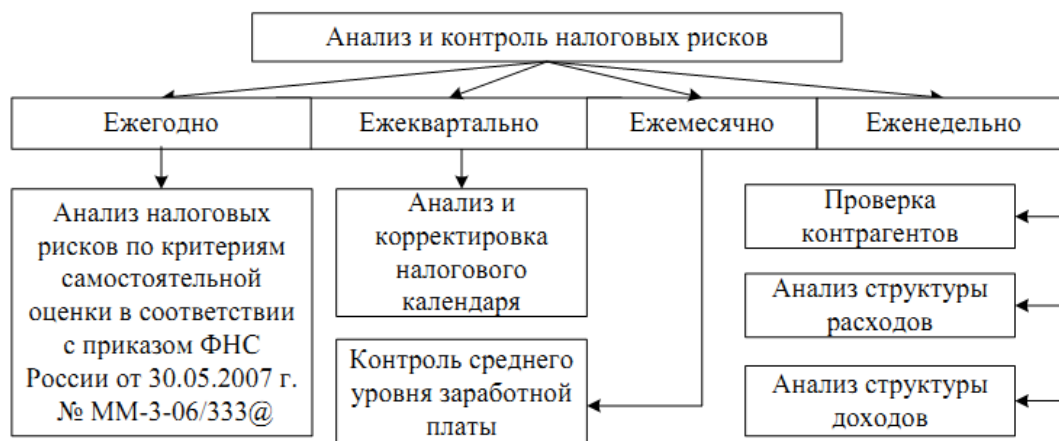 Анализ и контроль налоговых рисков
Ежегодно
Ежеквартально
Ежемесячно
Еженедельно
Анализ налоговых
рисков по критериям
самостоятельной
оценки в соответствии
с приказом ФНС
России от 30.05.2007 г.
№ ММ-3-06/333@
Анализ и
корректировка
налогового
календаря
Контроль среднего
уровня заработной
платы
Проверка
контрагентов
Анализ структуры
расходов
Анализ структуры
доходов